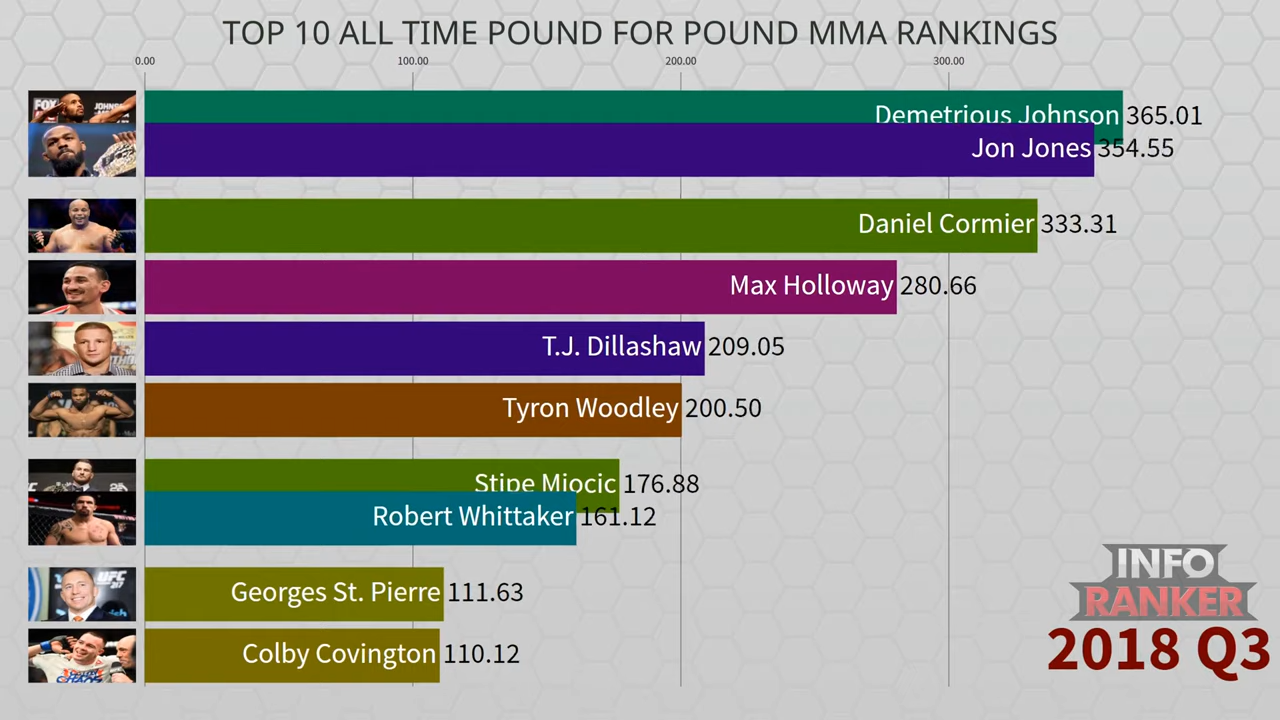 TOP 10 ALL TIME POUND FOR POUND MMA RANKINGS
0.00 100.00 200.00 300.00
Demetrious Johnson 365.01
Jon Jones 354.55
Daniel Cormier 333.31
Max Holloway 280.66
T.J. Dillashaw 209.05
Tyron Woodley 200.50
Stipe Miocic 176.88
Robert Whittaker 161.12
Georges St. Pierre 111.63
Colby Covington 110.12
INFO
RANKER
2018 Q3
FOX
UFC